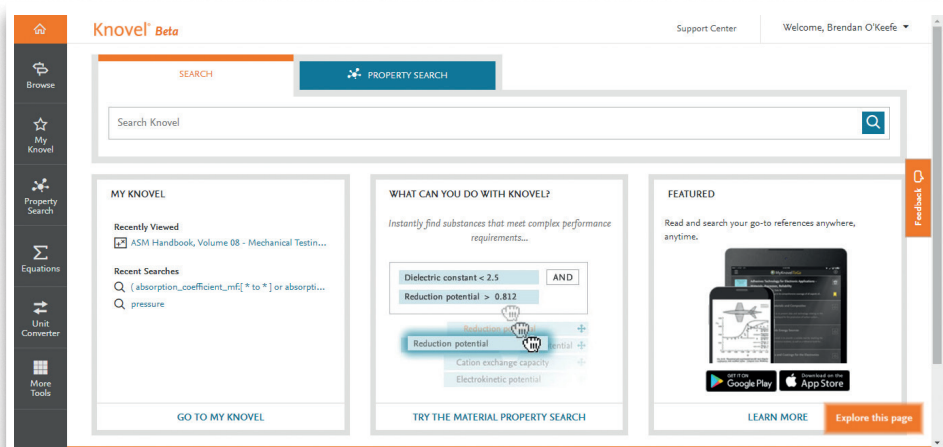 Knovel® Beta
Support Center
Welcome, Brendan O'Keefe
Browse
My
Knovel
Property
Search
Equations
Unit
Converter
More
Tools
SEARCH
PROPERTY SEARCH
Search Knovel
Feedback
MY KNOVEL
Recently Viewed
ASM Handbook, Volume 08 - Mechanical Testin...
Recent Searches
( absorption_coefficient_mf:[ * to * ] or absorpti...
pressure
GO TO MY KNOVEL
WHAT CAN YOU DO WITH KNOVEL?
Instantly find substances that meet complex performance
requirements...
Dielectric constant < 2.5
AND
Reduction potential > 0.812
Reduction potential
Cation exchange capacity
Electrokinetic potential
TRY THE MATERIAL PROPERTY SEARCH
FEATURED
Read and search your go-to references anywhere,
anytime.
GET IT ON
Google Play
Download on the
App Store
LEARN MORE
Explore this page